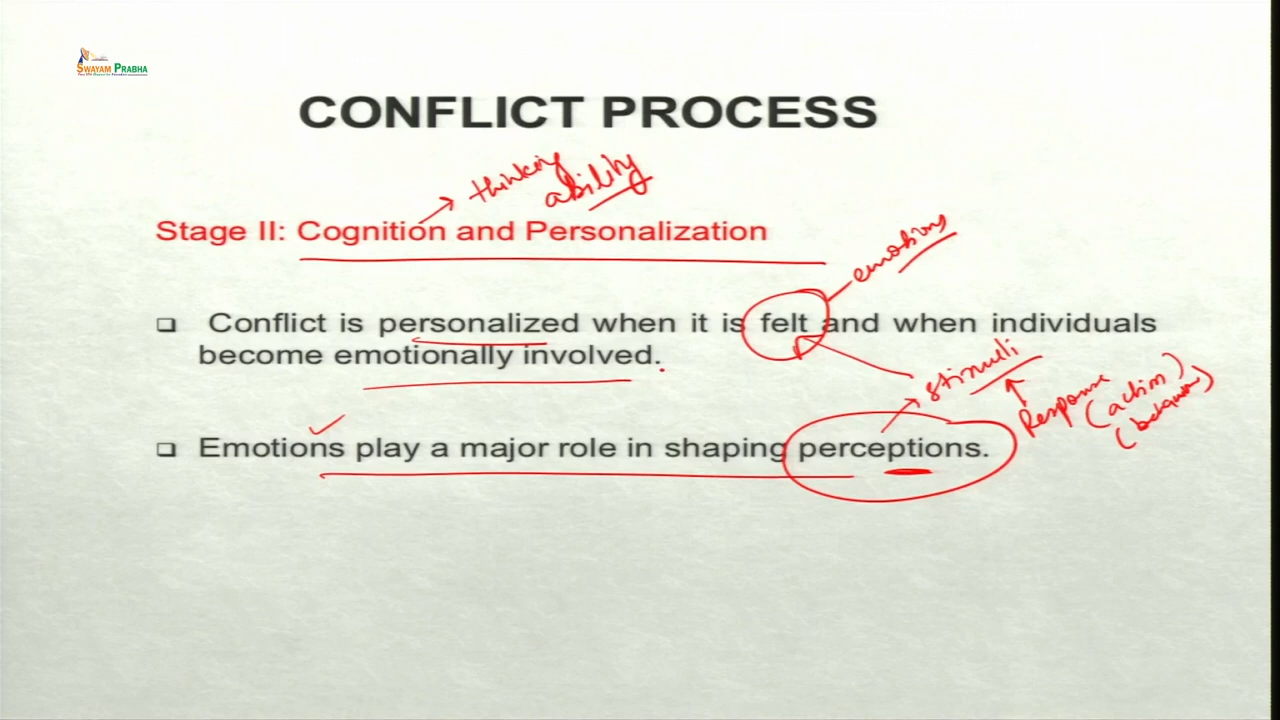 SWAYAM PRABHA
CONFLICT PROCESS
thinking
ability
Stage II: Cognition and Personalization
emotions
❑ Conflict is personalized when it is felt and when individuals
become emotionally involved.
stimuli
Response
(action)
(behaviour)
❑ Emotions play a major role in shaping perceptions.